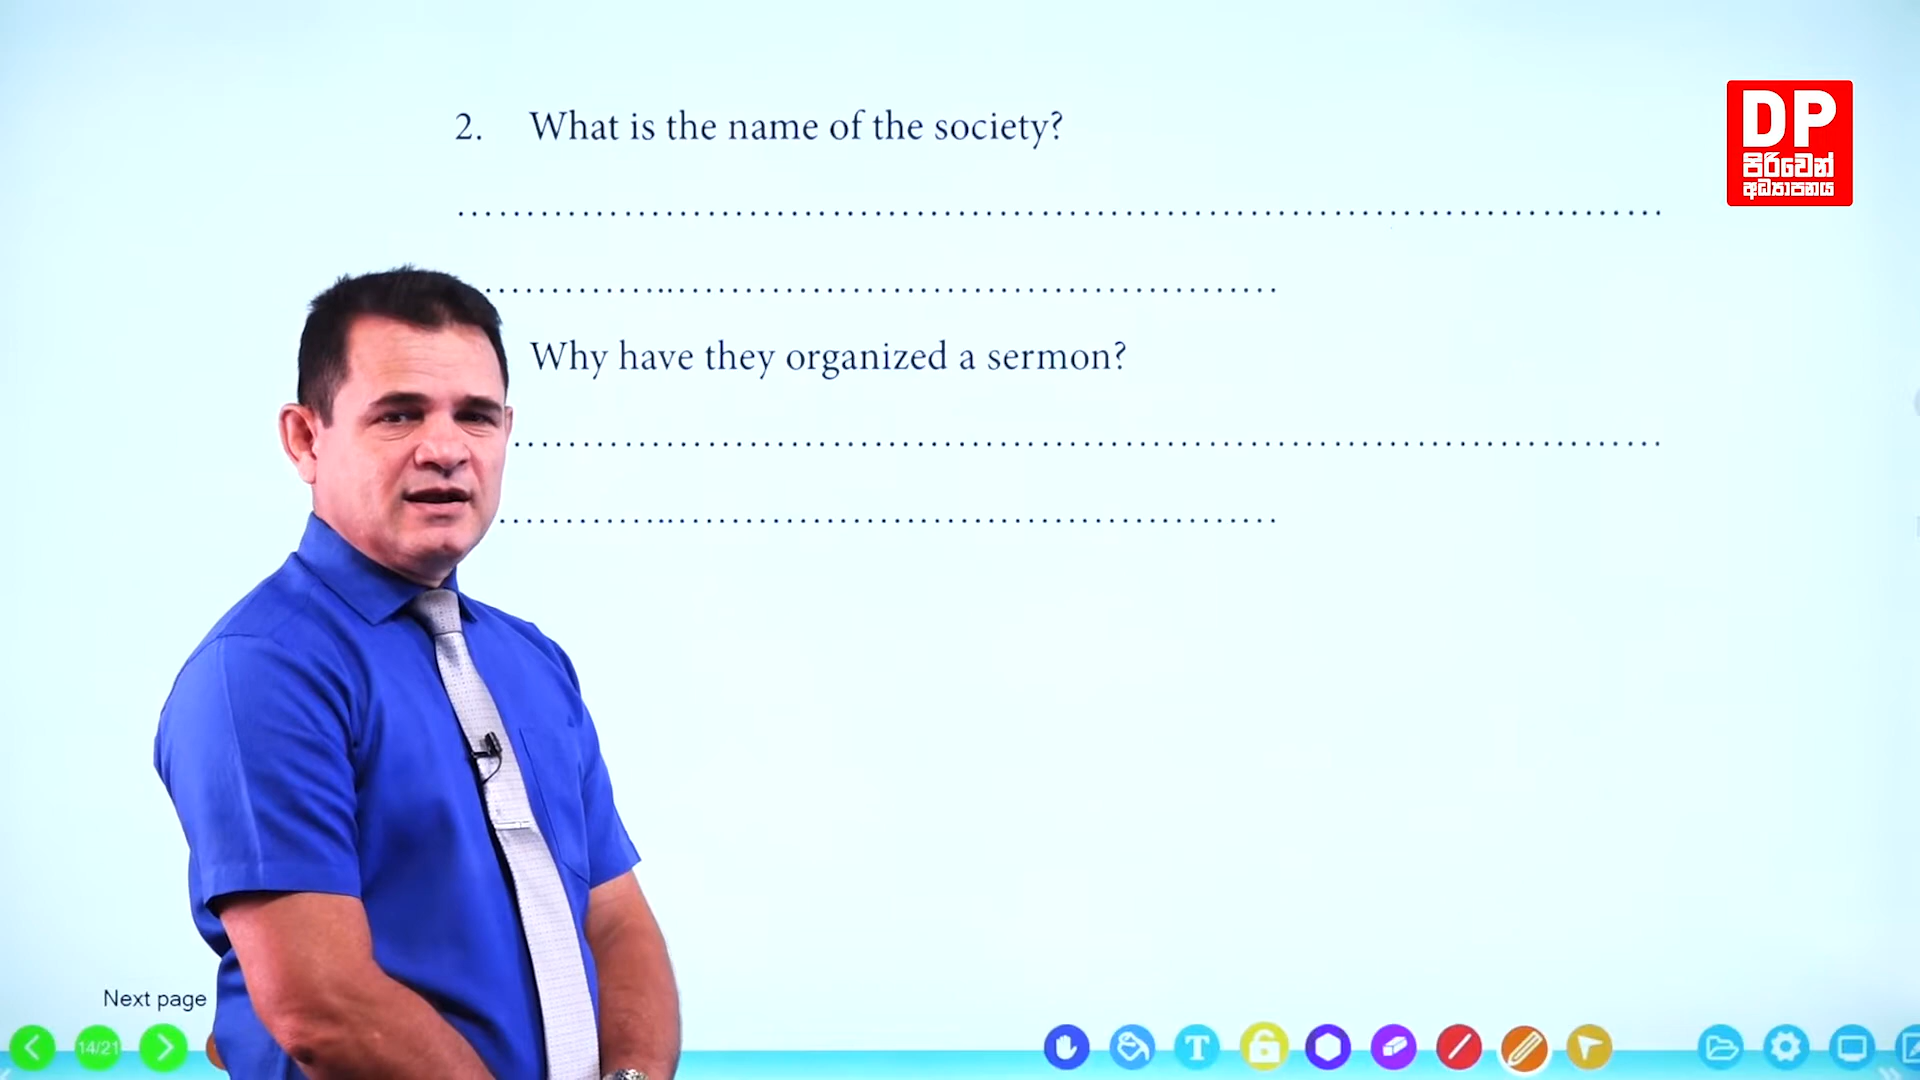 2. What is the name of the society?
DP
පිරිවෙන්
අධ්‍යාපනය
Why have they organized a sermon?
Next page
14/21
T